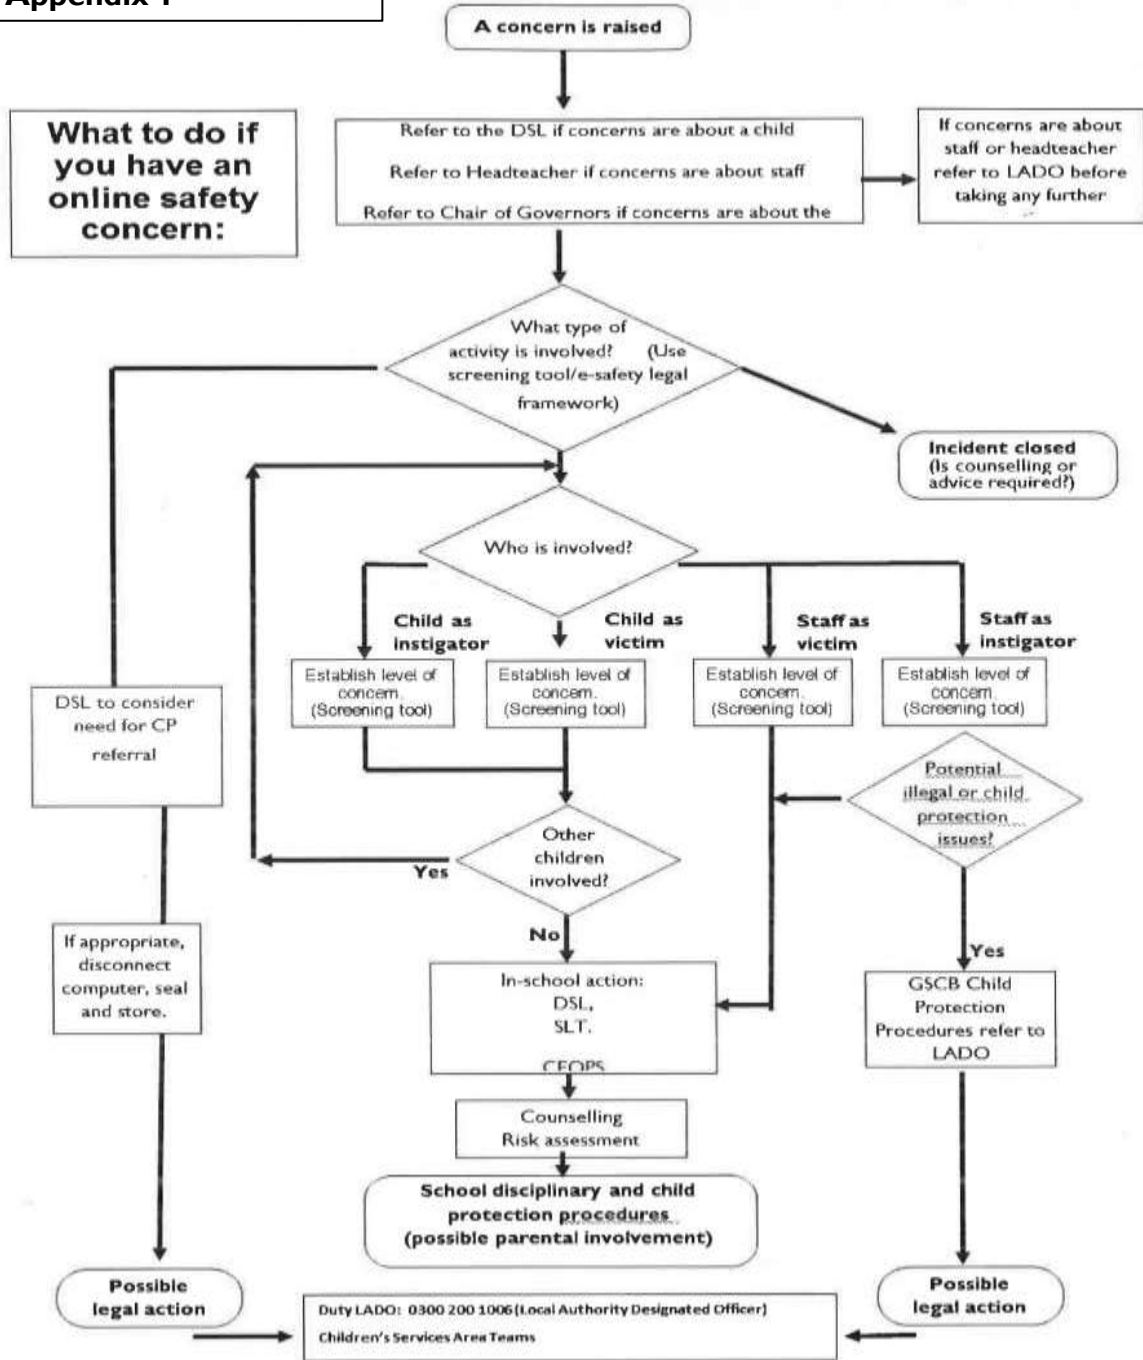 Appendix 1
A concern is raised
What to do if
you have an
online safety
concern:
Refer to the DSL if concerns are about a child
Refer to Headteacher if concerns are about staff
Refer to Chair of Governors if concerns are about the
If concerns are about
staff or headteacher
refer to LADO before
taking any further
What type of
activity is involved? (Use
screening tool/e-safety legal
framework)
Incident closed
(Is counselling or
advice required?)
Who is involved?
Child as
instigator
Child as
victim
Staff as
victim
Staff as
instigator
Establish level of
concern.
(Screening tool)
Establish level of
concern.
(Screening tool)
Establish level of
concern.
(Screening tool)
Establish level of
concern.
(Screening tool)
DSL to consider
need for CP
referral
Potential
illegal or child
protection
issues?
Other
children
involved?
Yes
No
If appropriate,
disconnect
computer, seal
and store.
In-school action:
DSL,
SLT.
CEOPS
Yes
GSCB Child
Protection
Procedures refer to
LADO
Counselling
Risk assessment
School disciplinary and child
protection procedures
(possible parental involvement)
Possible
legal action
Possible
legal action
Duty LADO: 0300 200 1006 (Local Authority Designated Officer)
Children's Services Area Teams